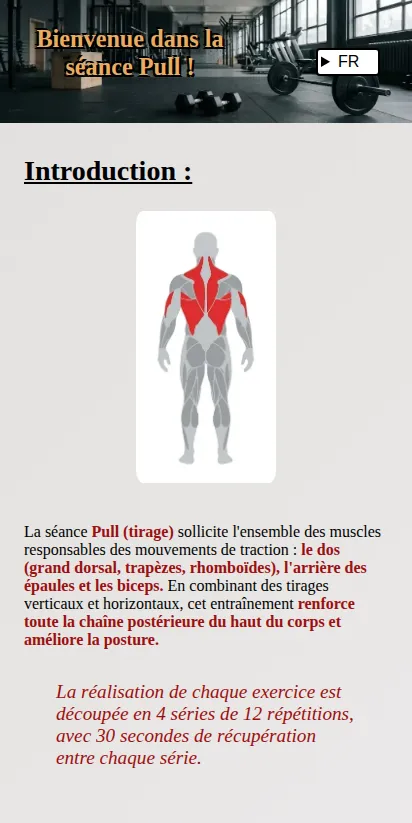 Bienvenue dans la
séance Pull !
FR
Introduction :
La séance Pull (tirage) sollicite l'ensemble des muscles
responsables des mouvements de traction : le dos
(grand dorsal, trapèzes, rhomboïdes), l'arrière des
épaules et les biceps. En combinant des tirages
verticaux et horizontaux, cet entraînement renforce
toute la chaîne postérieure du haut du corps et
améliore la posture.
La réalisation de chaque exercice est
découpée en 4 séries de 12 répétitions,
avec 30 secondes de récupération
entre chaque série.